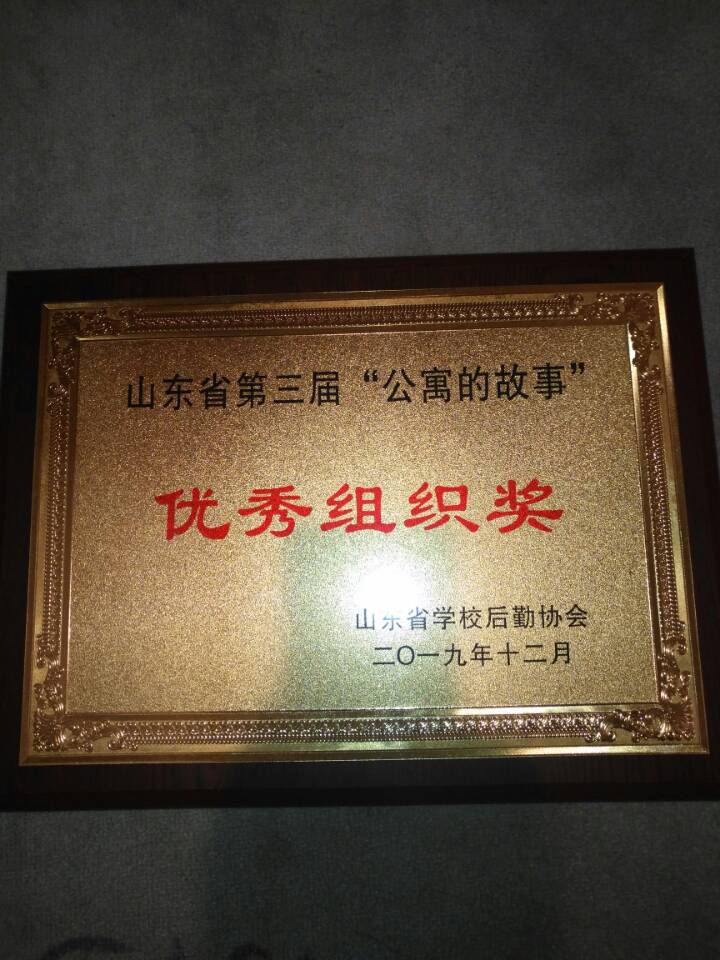 山东省第三届“公寓的故事”
优秀组织奖
山东省学校后勤协会
二〇一九年十二月